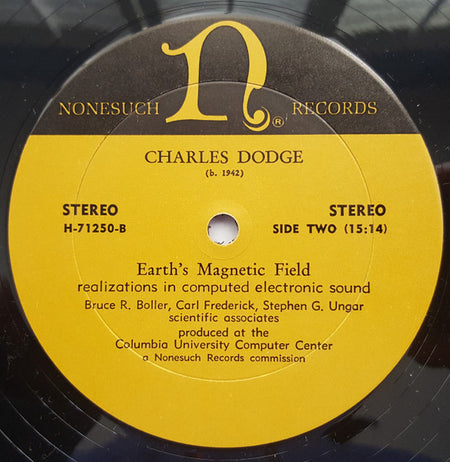 NONESUCH n® RECORDS
CHARLES DODGE
(b. 1942)
STEREO STEREO
H-71250-B SIDE TWO (15:14)
Earth's Magnetic Field
realizations in computed electronic sound
Bruce R. Boller, Carl Frederick, Stephen G. Ungar
scientific associates
produced at the
Columbia University Computer Center
a Nonesuch Records commission